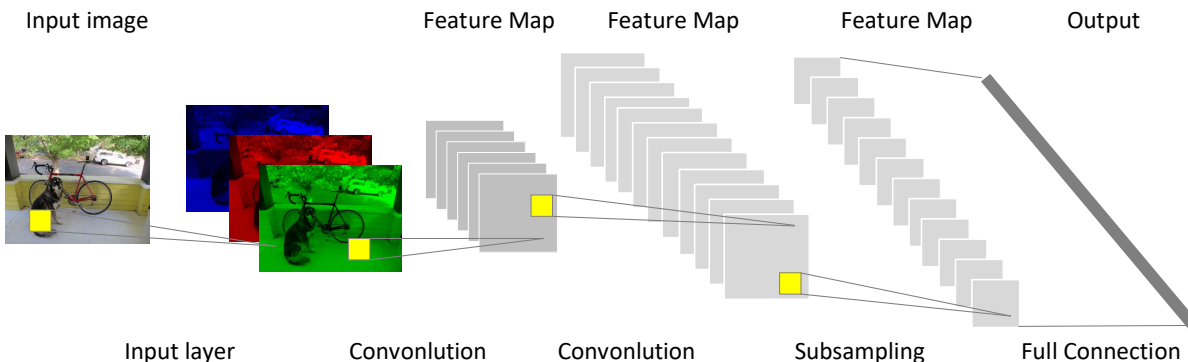 Input image
Feature Map
Feature Map
Feature Map
Output
Input layer
Convonlution
Convonlution
Subsampling
Full Connection